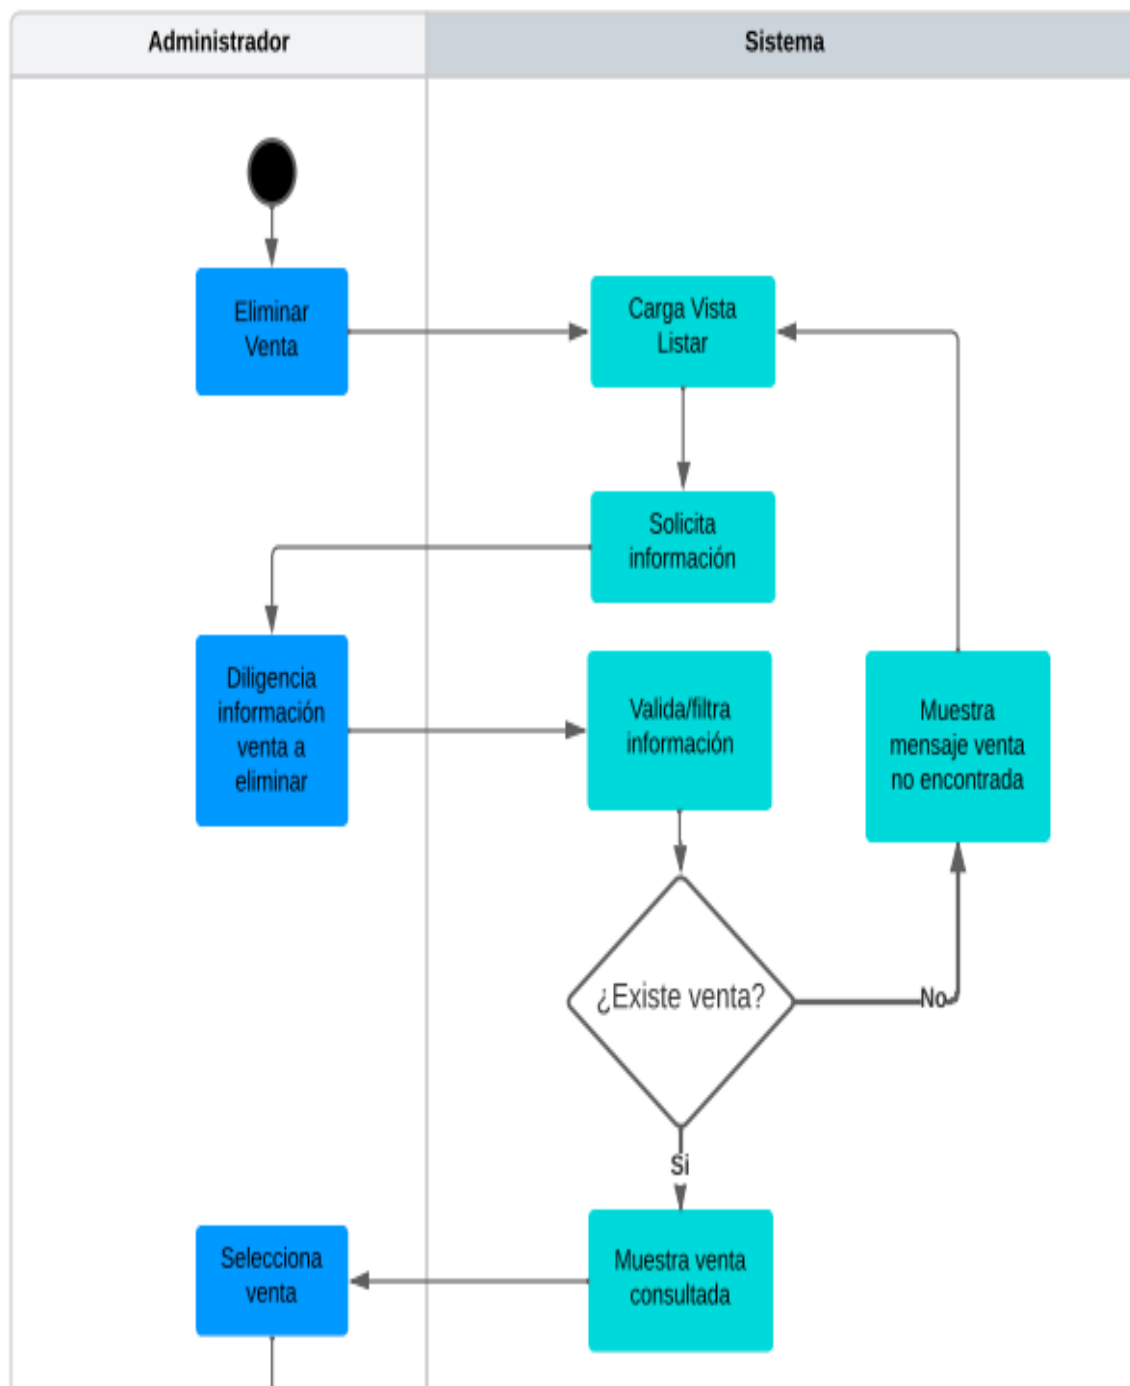 Administrador
Sistema
Eliminar
Venta
Carga Vista
Listar
Solicita
información
Diligencia
información
venta a
eliminar
Valida/filtra
información
Muestra
mensaje venta
no encontrada
¿Existe venta?
No
Si
Muestra venta
consultada
Selecciona
venta